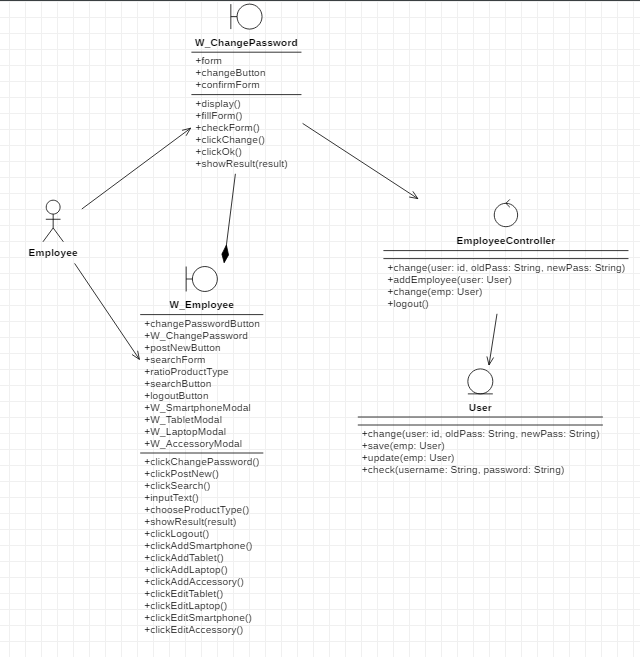 W_ChangePassword
+form
+changeButton
+confirmForm
+display()
+fillForm()
+checkForm()
+clickChange()
+clickOk()
+showResult(result)
Employee
W_Employee
+changePasswordButton
+W_ChangePassword
+postNewButton
+searchForm
+ratioProductType
+searchButton
+logoutButton
+W_SmartphoneModal
+W_TabletModal
+W_LaptopModal
+W_AccessoryModal
+clickChangePassword()
+clickPostNew()
+clickSearch()
+inputText()
+chooseProductType()
+showResult(result)
+clickLogout()
+clickAddSmartphone()
+clickAddTablet()
+clickAddLaptop()
+clickAddAccessory()
+clickEditTablet()
+clickEditLaptop()
+clickEditSmartphone()
+clickEditAccessory()
EmployeeController
+change(user: id, oldPass: String, newPass: String)
+addEmployee(user: User)
+change(emp: User)
+logout()
User
+change(user: id, oldPass: String, newPass: String)
+save(emp: User)
+update(emp: User)
+check(username: String, password: String)